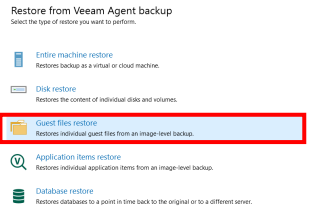 Restore from Veeam Agent backup
Select the type of restore you want to perform.
Entire machine restore
Restores backup as a virtual or cloud machine.
Disk restore
Restores the content of individual disks and volumes.
Guest files restore
Restores individual guest files from an image-level backup.
Application items restore
Restores individual application items from an image-level backup.
Database restore
Restores databases to a point in time back to the original or to a different server.